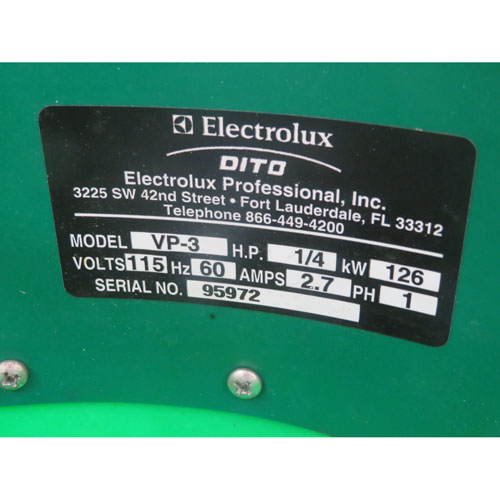 Electrolux
DITO
Electrolux Professional, Inc.
3225 SW 42nd Street • Fort Lauderdale, FL 33312
Telephone 866-449-4200
MODEL VP-3 H.P. 1/4 kW 126
VOLTS 115 Hz 60 AMPS 2.7 PH 1
SERIAL NO. 95972